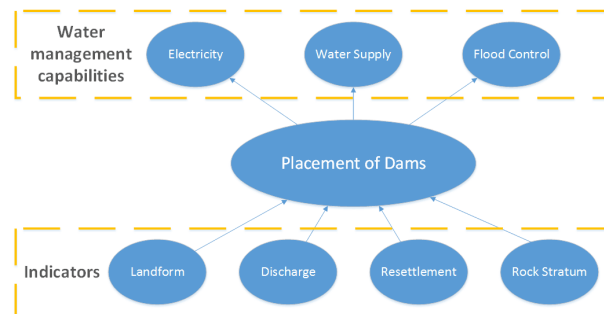 Water
management
capabilities
Electricity
Water Supply
Flood Control
Placement of Dams
Indicators
Landform
Discharge
Resettlement
Rock Stratum